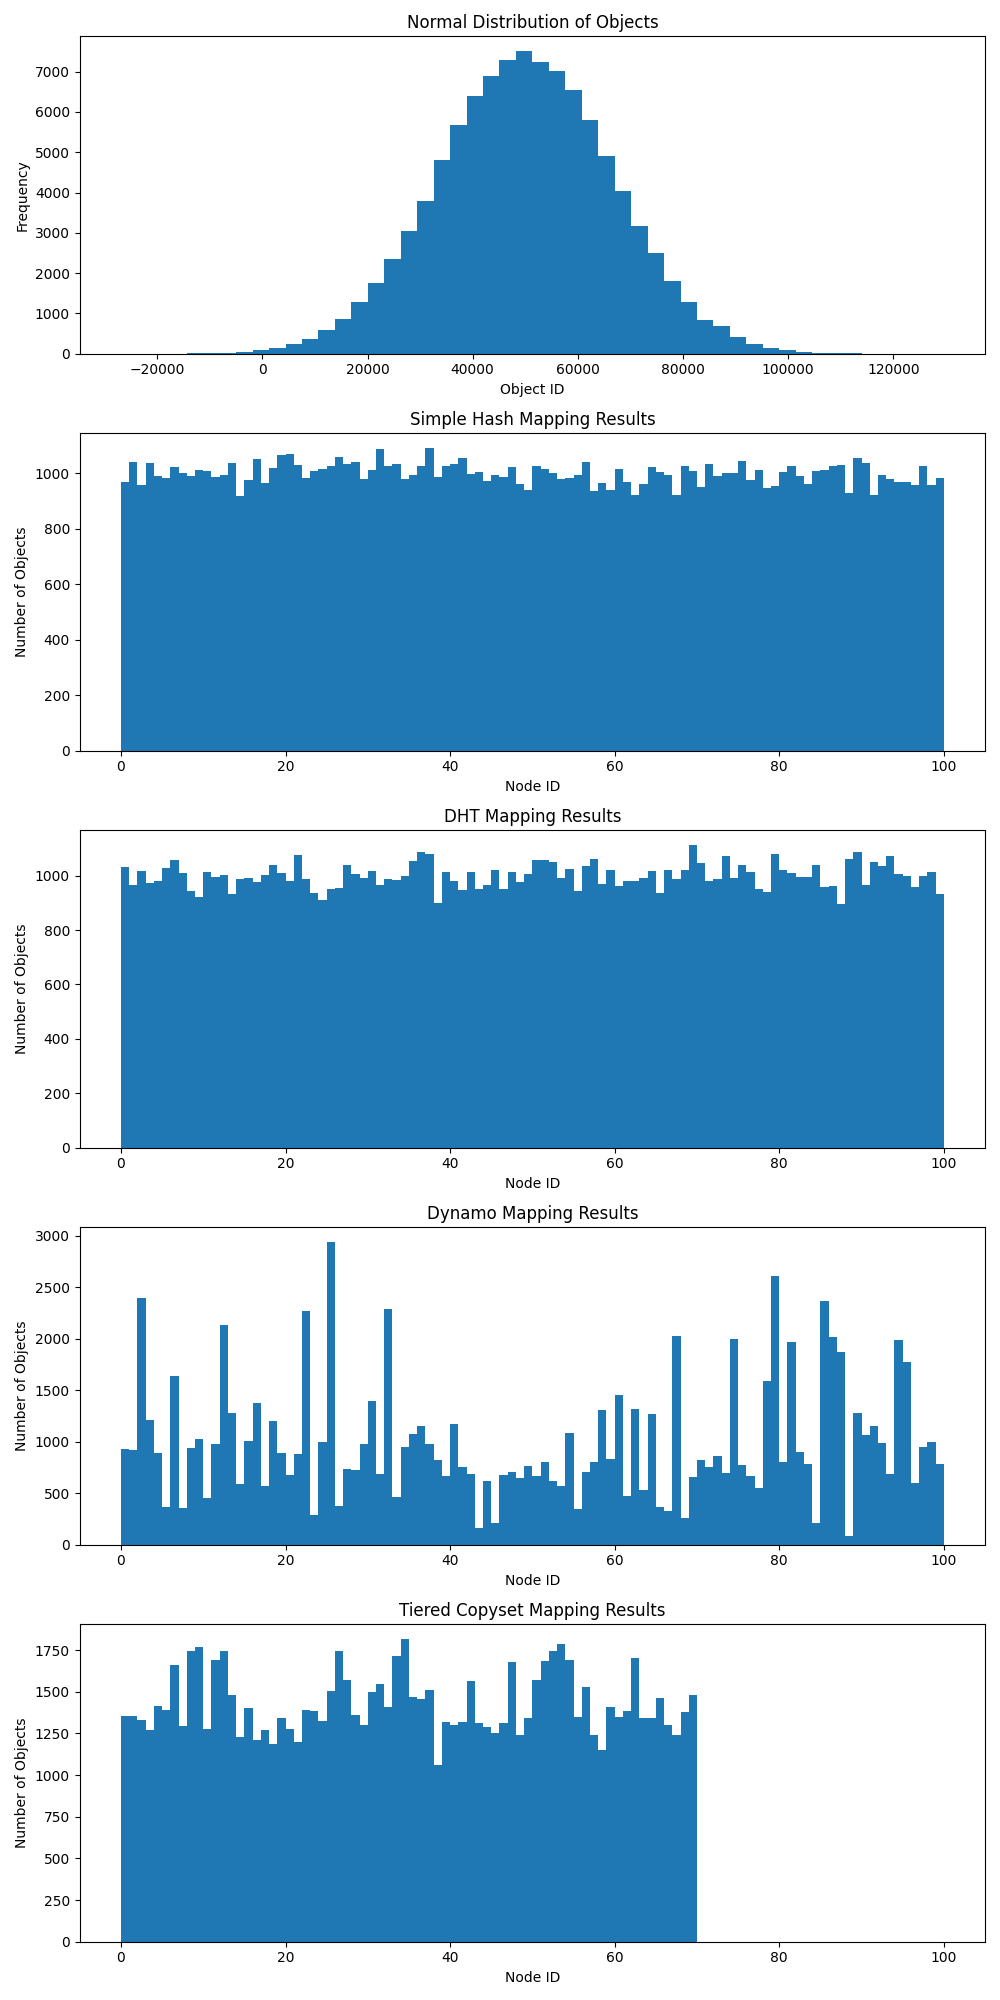 Normal Distribution of Objects
7000
6000
5000
4000
3000
2000
1000
0
Frequency
−20000 0 20000 40000 60000 80000 100000 120000
Object ID
Simple Hash Mapping Results
1000
800
600
400
200
0
Number of Objects
0 20 40 60 80 100
Node ID
DHT Mapping Results
1000
800
600
400
200
0
Number of Objects
0 20 40 60 80 100
Node ID
Dynamo Mapping Results
3000
2500
2000
1500
1000
500
0
Number of Objects
0 20 40 60 80 100
Node ID
Tiered Copyset Mapping Results
1750
1500
1250
1000
750
500
250
0
Number of Objects
0 20 40 60 80 100
Node ID